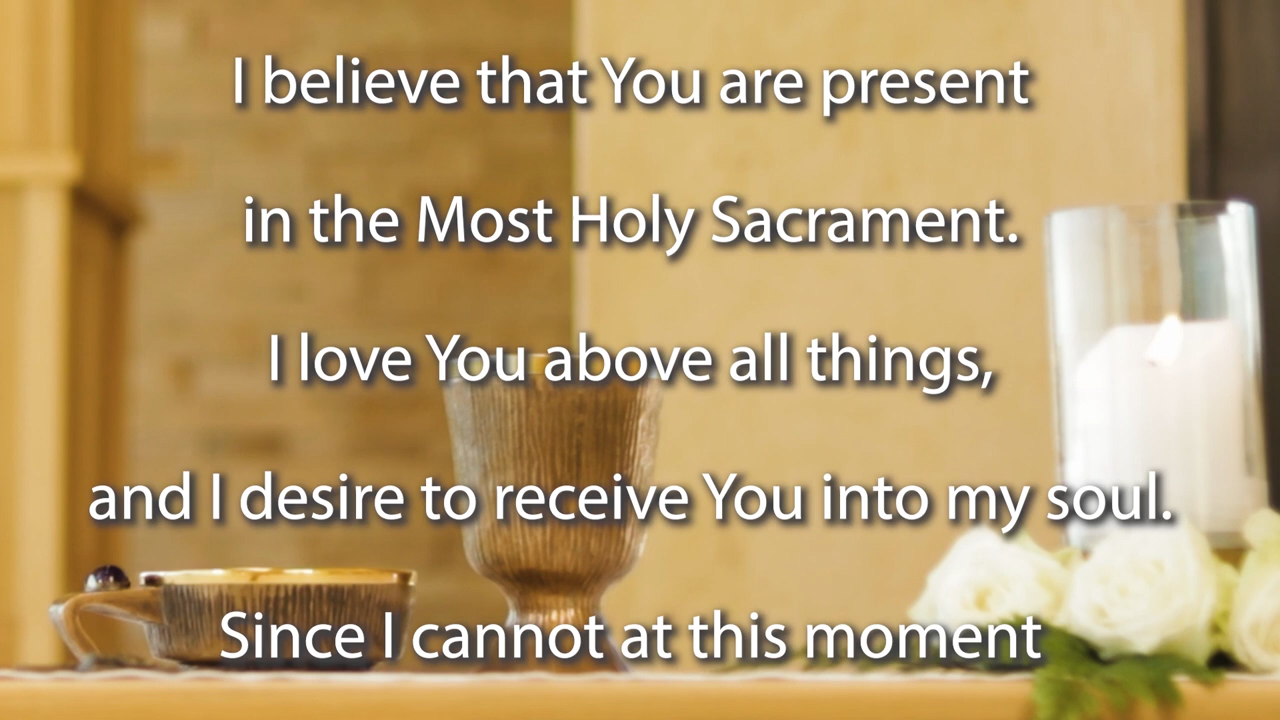 I believe that You are present
in the Most Holy Sacrament.
I love You above all things,
and I desire to receive You into my soul.
Since I cannot at this moment